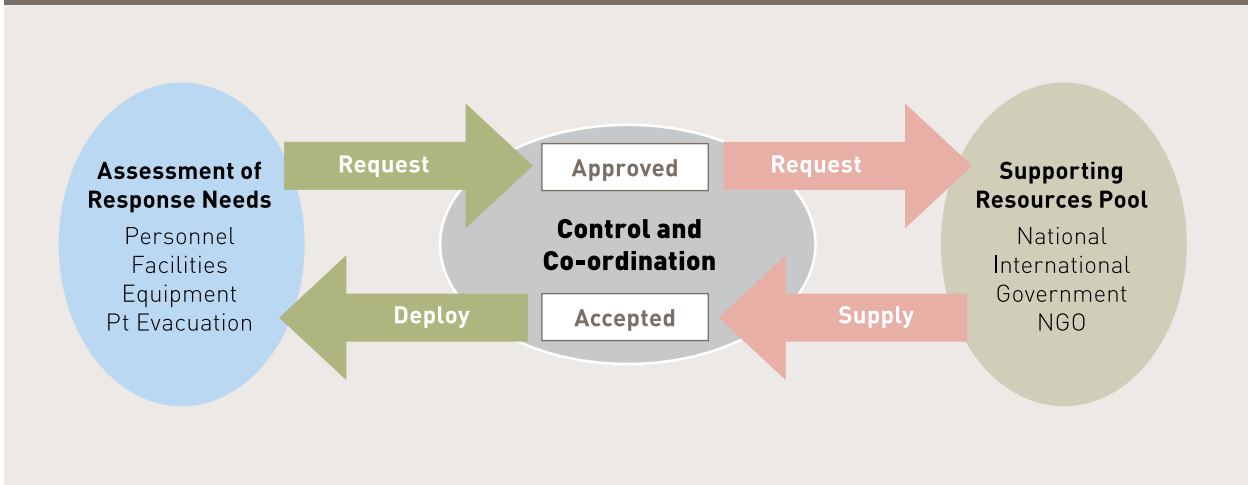 Assessment of
Response Needs
Personnel
Facilities
Equipment
Pt Evacuation
Request
Deploy
Approved
Control and
Co-ordination
Accepted
Request
Supply
Supporting
Resources Pool
National
International
Government
NGO